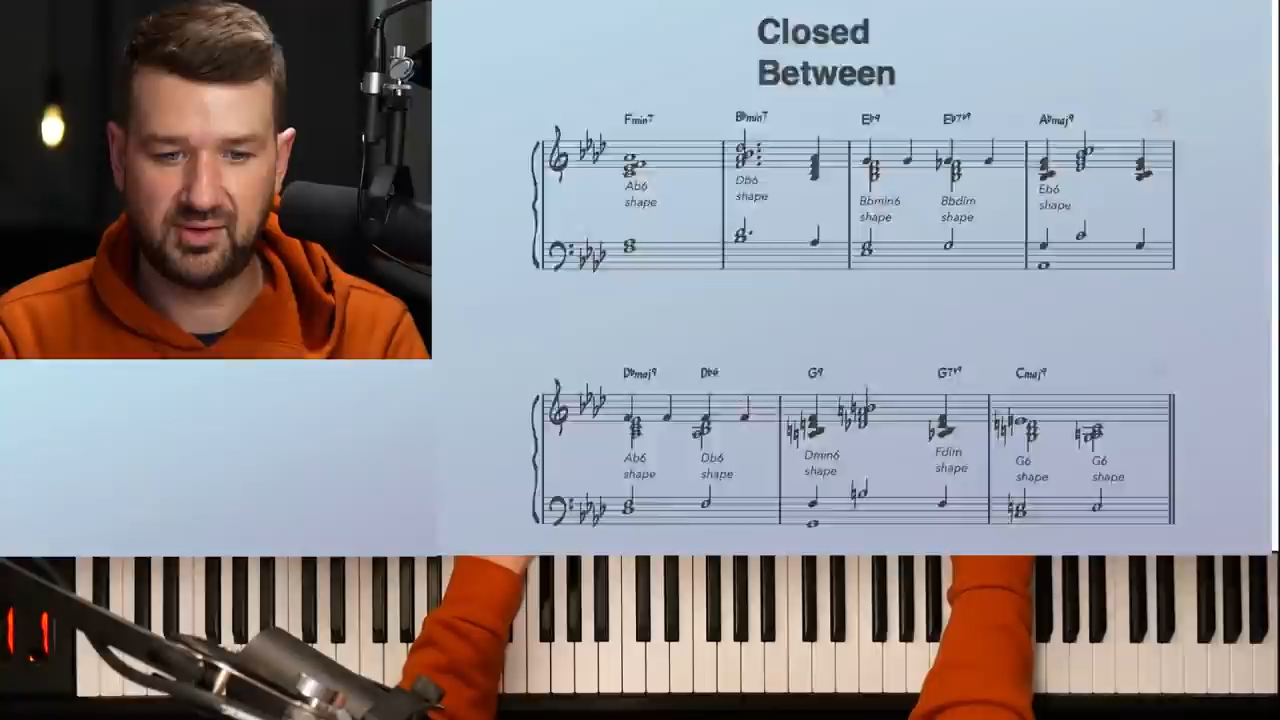 Closed
Between
Fmin7 Bbmin7 Eb9 Eb7b9 Abmaj9
Ab6 shape
Db6 shape
Bbmin6 shape
Bbdim shape
Eb6 shape
Dbmaj9 Db6 G9 G7b9 Cmaj9
Ab6 shape
Db6 shape
Dmin6 shape
Fdim shape
G6 shape
G6 shape